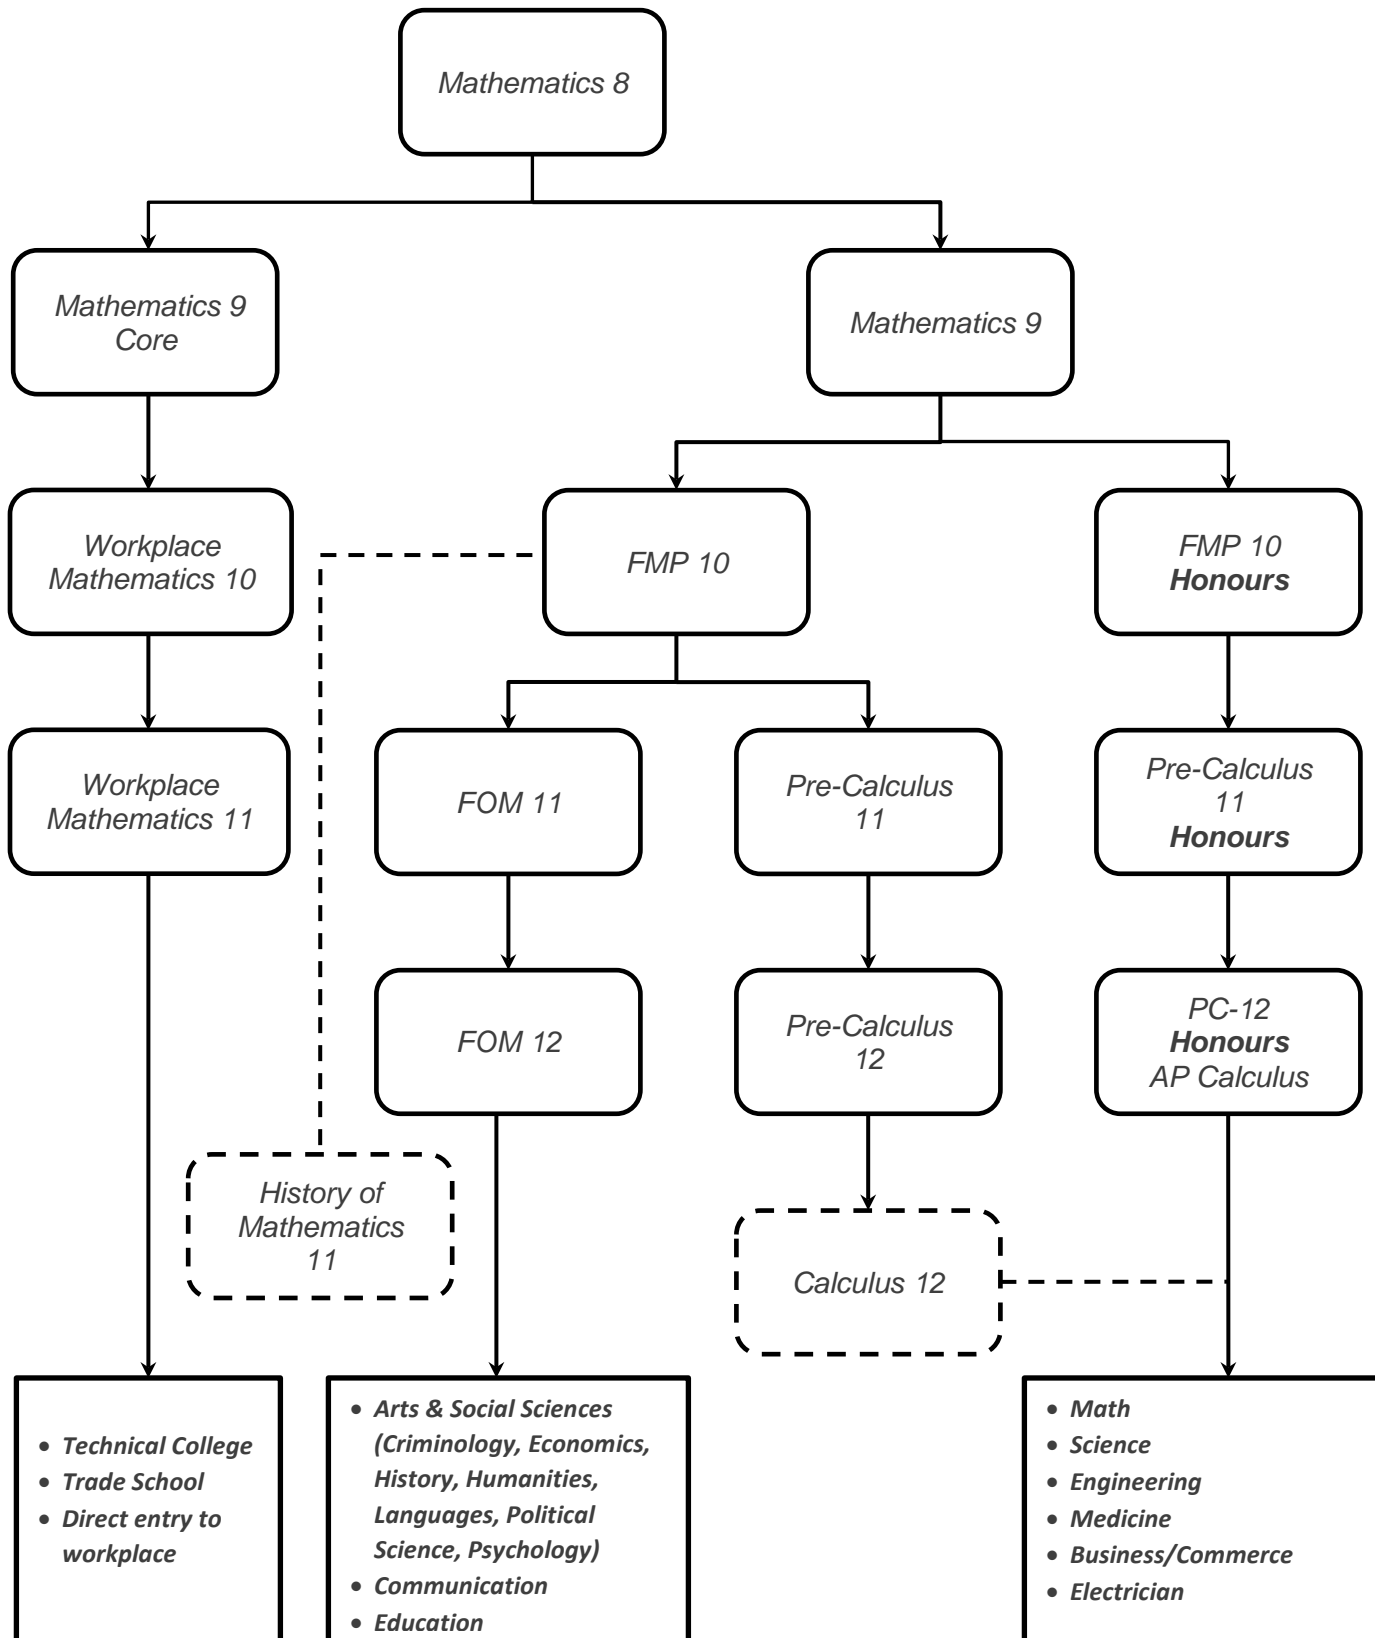 Mathematics 8
Mathematics 9
Core
Mathematics 9
Workplace
Mathematics 10
FMP 10
FMP 10
Honours
Workplace
Mathematics 11
FOM 11
Pre-Calculus
11
Pre-Calculus
11
Honours
FOM 12
Pre-Calculus
12
PC-12
Honours
AP Calculus
History of
Mathematics
11
Calculus 12
• Technical College
• Trade School
• Direct entry to
workplace
• Arts & Social Sciences
(Criminology, Economics,
History, Humanities,
Languages, Political
Science, Psychology)
• Communication
• Education
• Math
• Science
• Engineering
• Medicine
• Business/Commerce
• Electrician